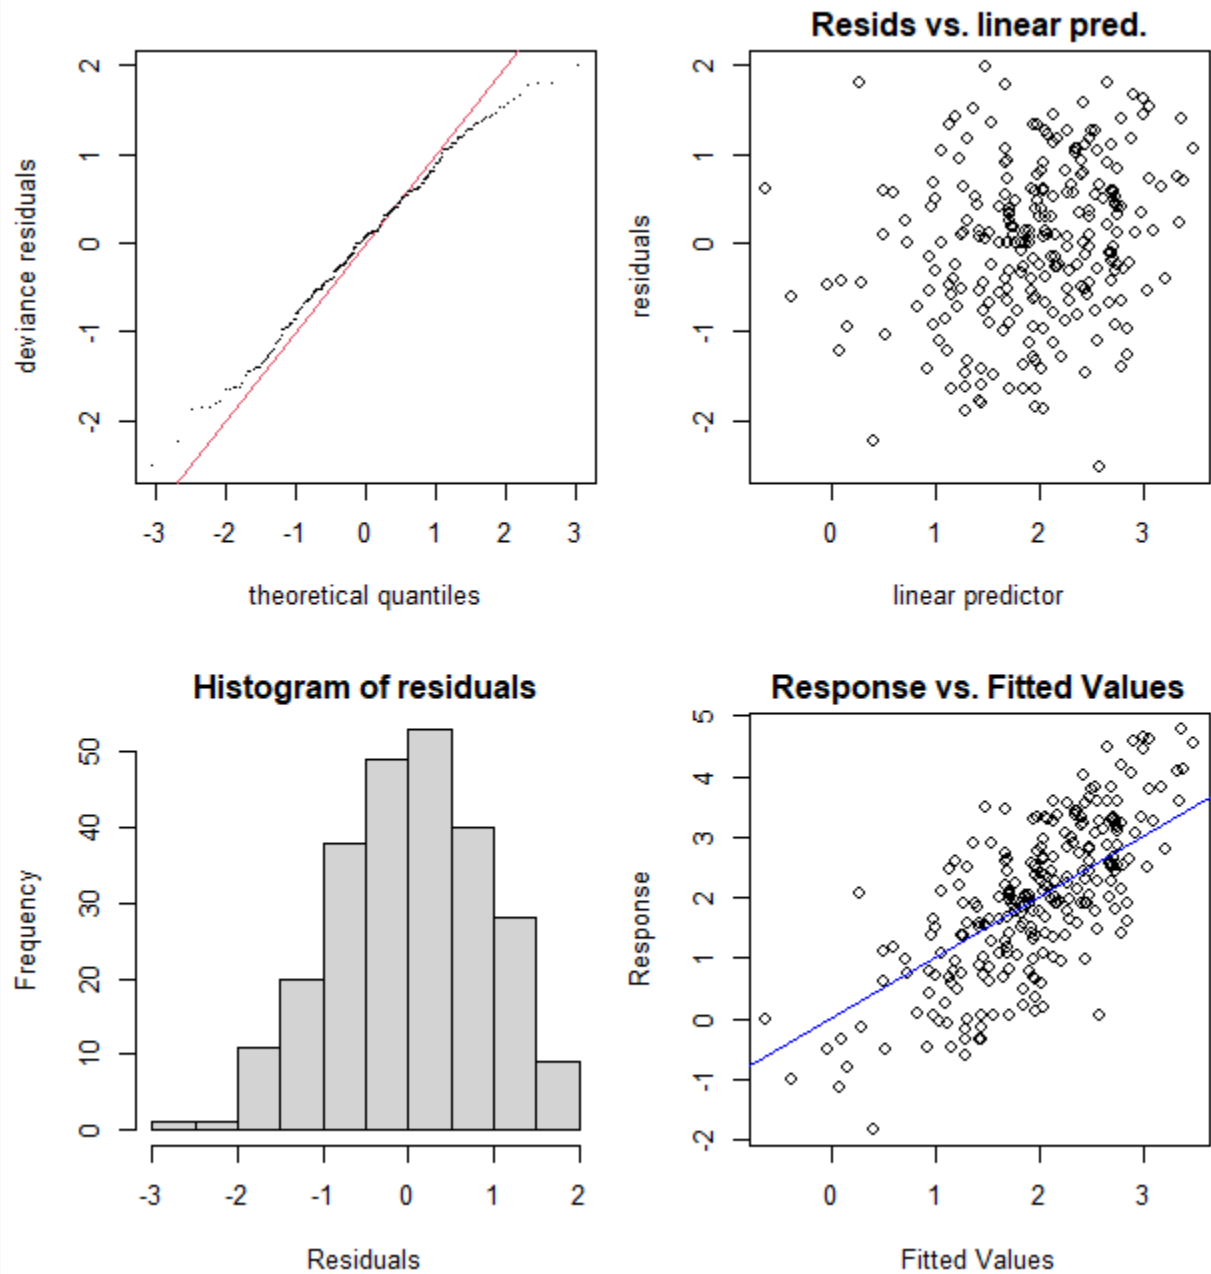 deviance residuals
2
1
0
-1
-2
-3 -2 -1 0 1 2 3
theoretical quantiles
Resids vs. linear pred.
residuals
2
1
0
-1
-2
0 1 2 3
linear predictor
Histogram of residuals
Frequency
50
40
30
20
10
0
-3 -2 -1 0 1 2
Residuals
Response vs. Fitted Values
Response
5
4
3
2
1
0
-1
-2
0 1 2 3
Fitted Values